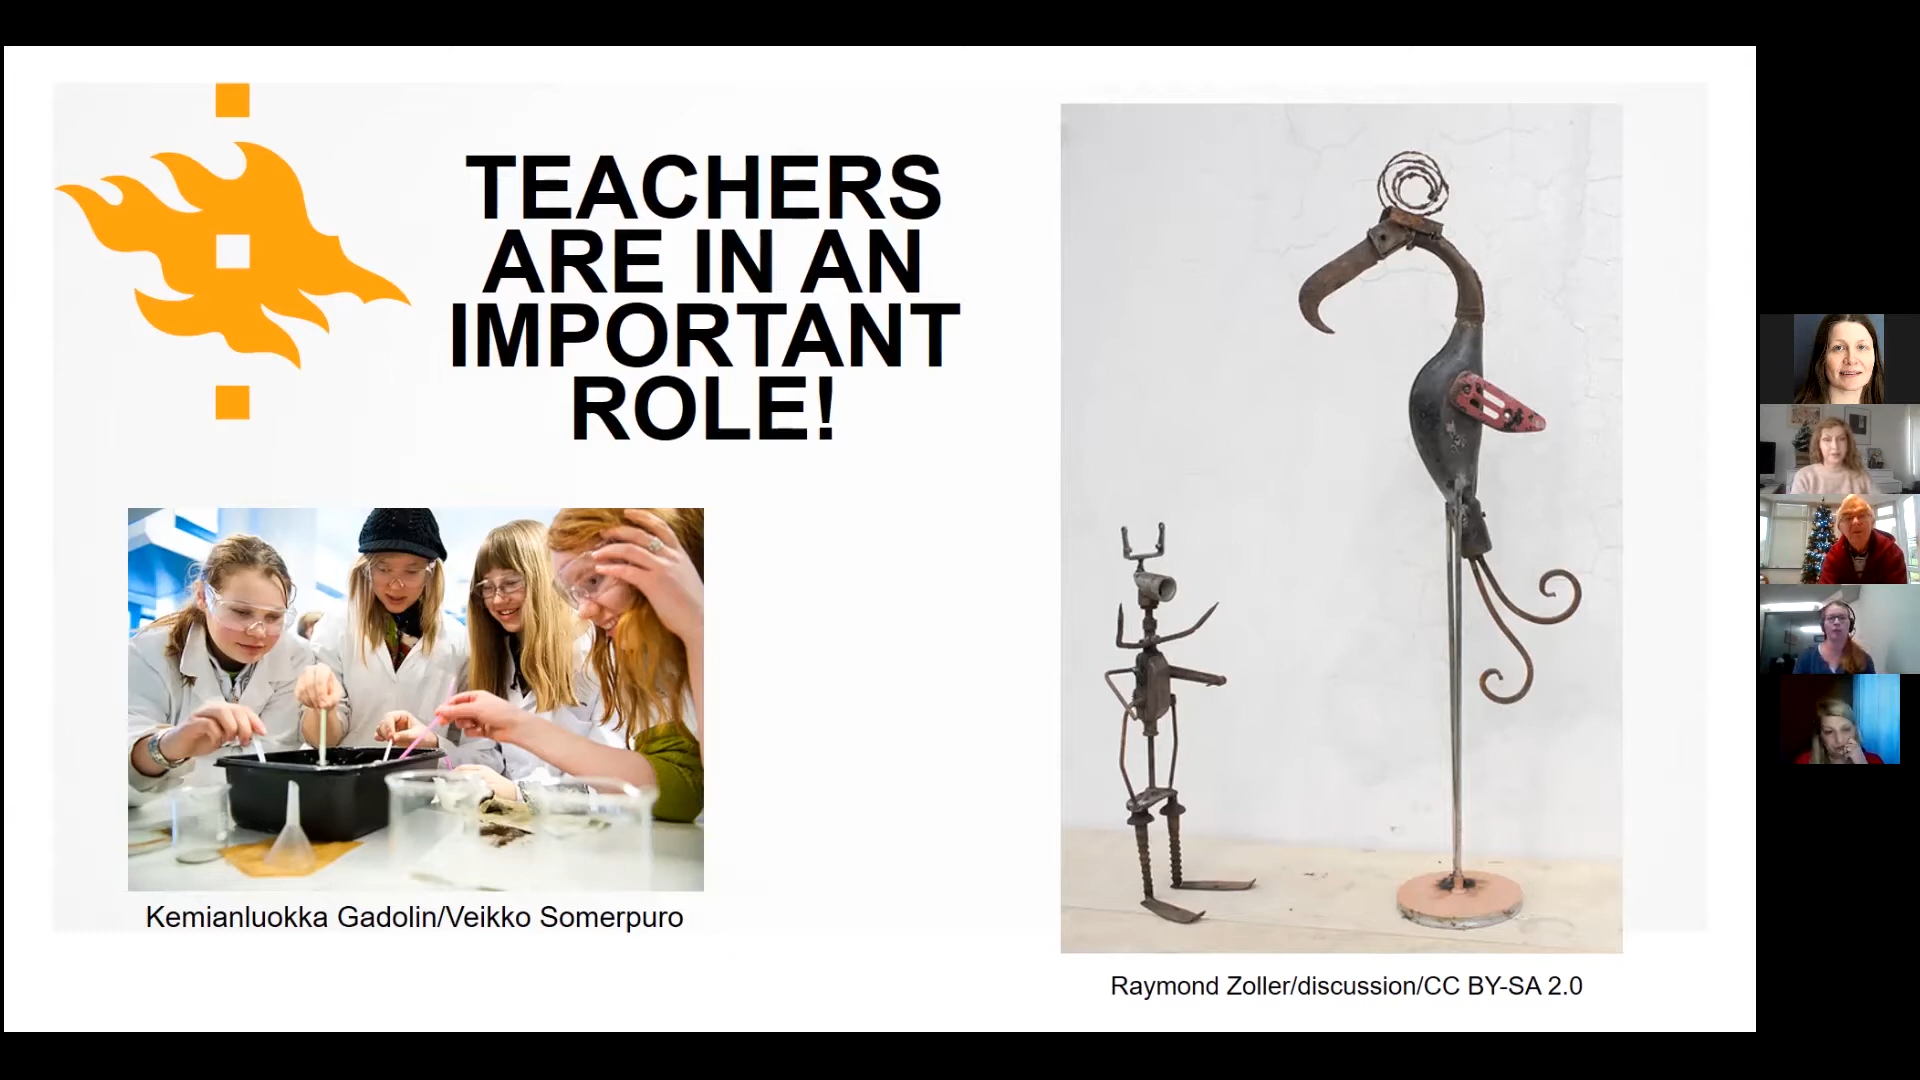 TEACHERS
ARE IN AN
IMPORTANT
ROLE!
Kemianluokka Gadolin/Veikko Somerpuro
Raymond Zoller/discussion/CC BY-SA 2.0